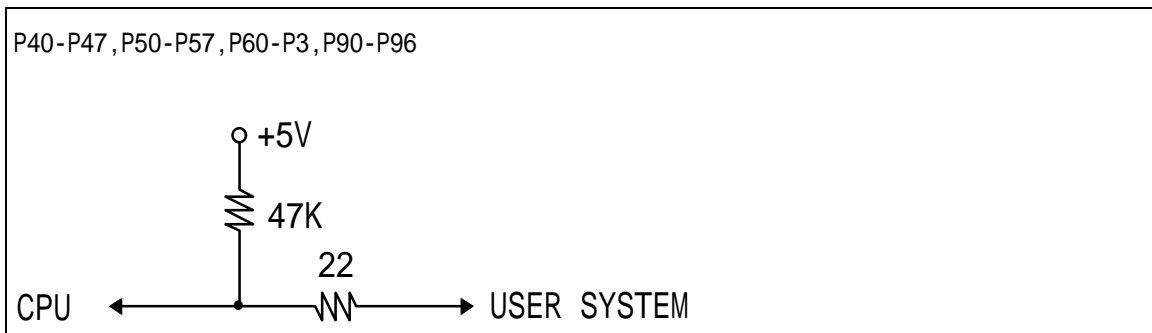 P40-P47,P50-P57,P60-P3,P90-P96
+5V
47K
22
CPU
USER SYSTEM